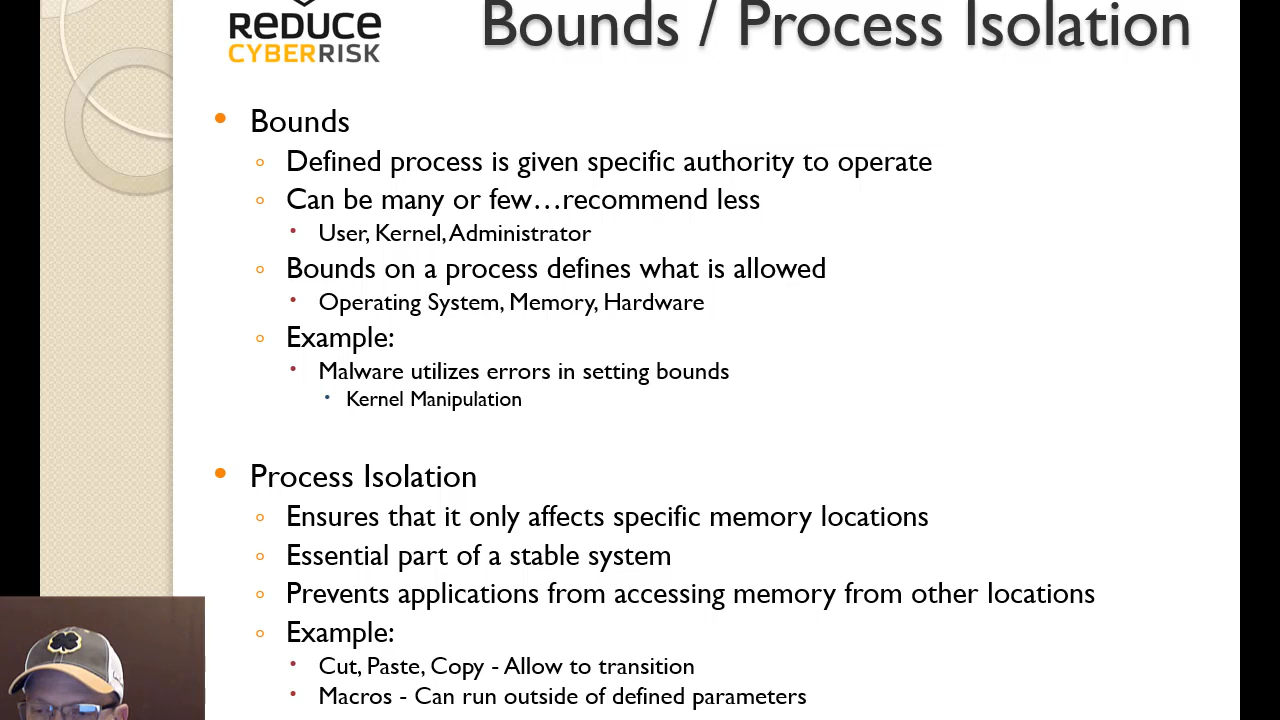 REDUCE
CYBERRISK
Bounds / Process Isolation
• Bounds
◦ Defined process is given specific authority to operate
◦ Can be many or few…recommend less
• User, Kernel, Administrator
◦ Bounds on a process defines what is allowed
• Operating System, Memory, Hardware
◦ Example:
• Malware utilizes errors in setting bounds
• Kernel Manipulation
• Process Isolation
◦ Ensures that it only affects specific memory locations
◦ Essential part of a stable system
◦ Prevents applications from accessing memory from other locations
◦ Example:
• Cut, Paste, Copy - Allow to transition
• Macros - Can run outside of defined parameters